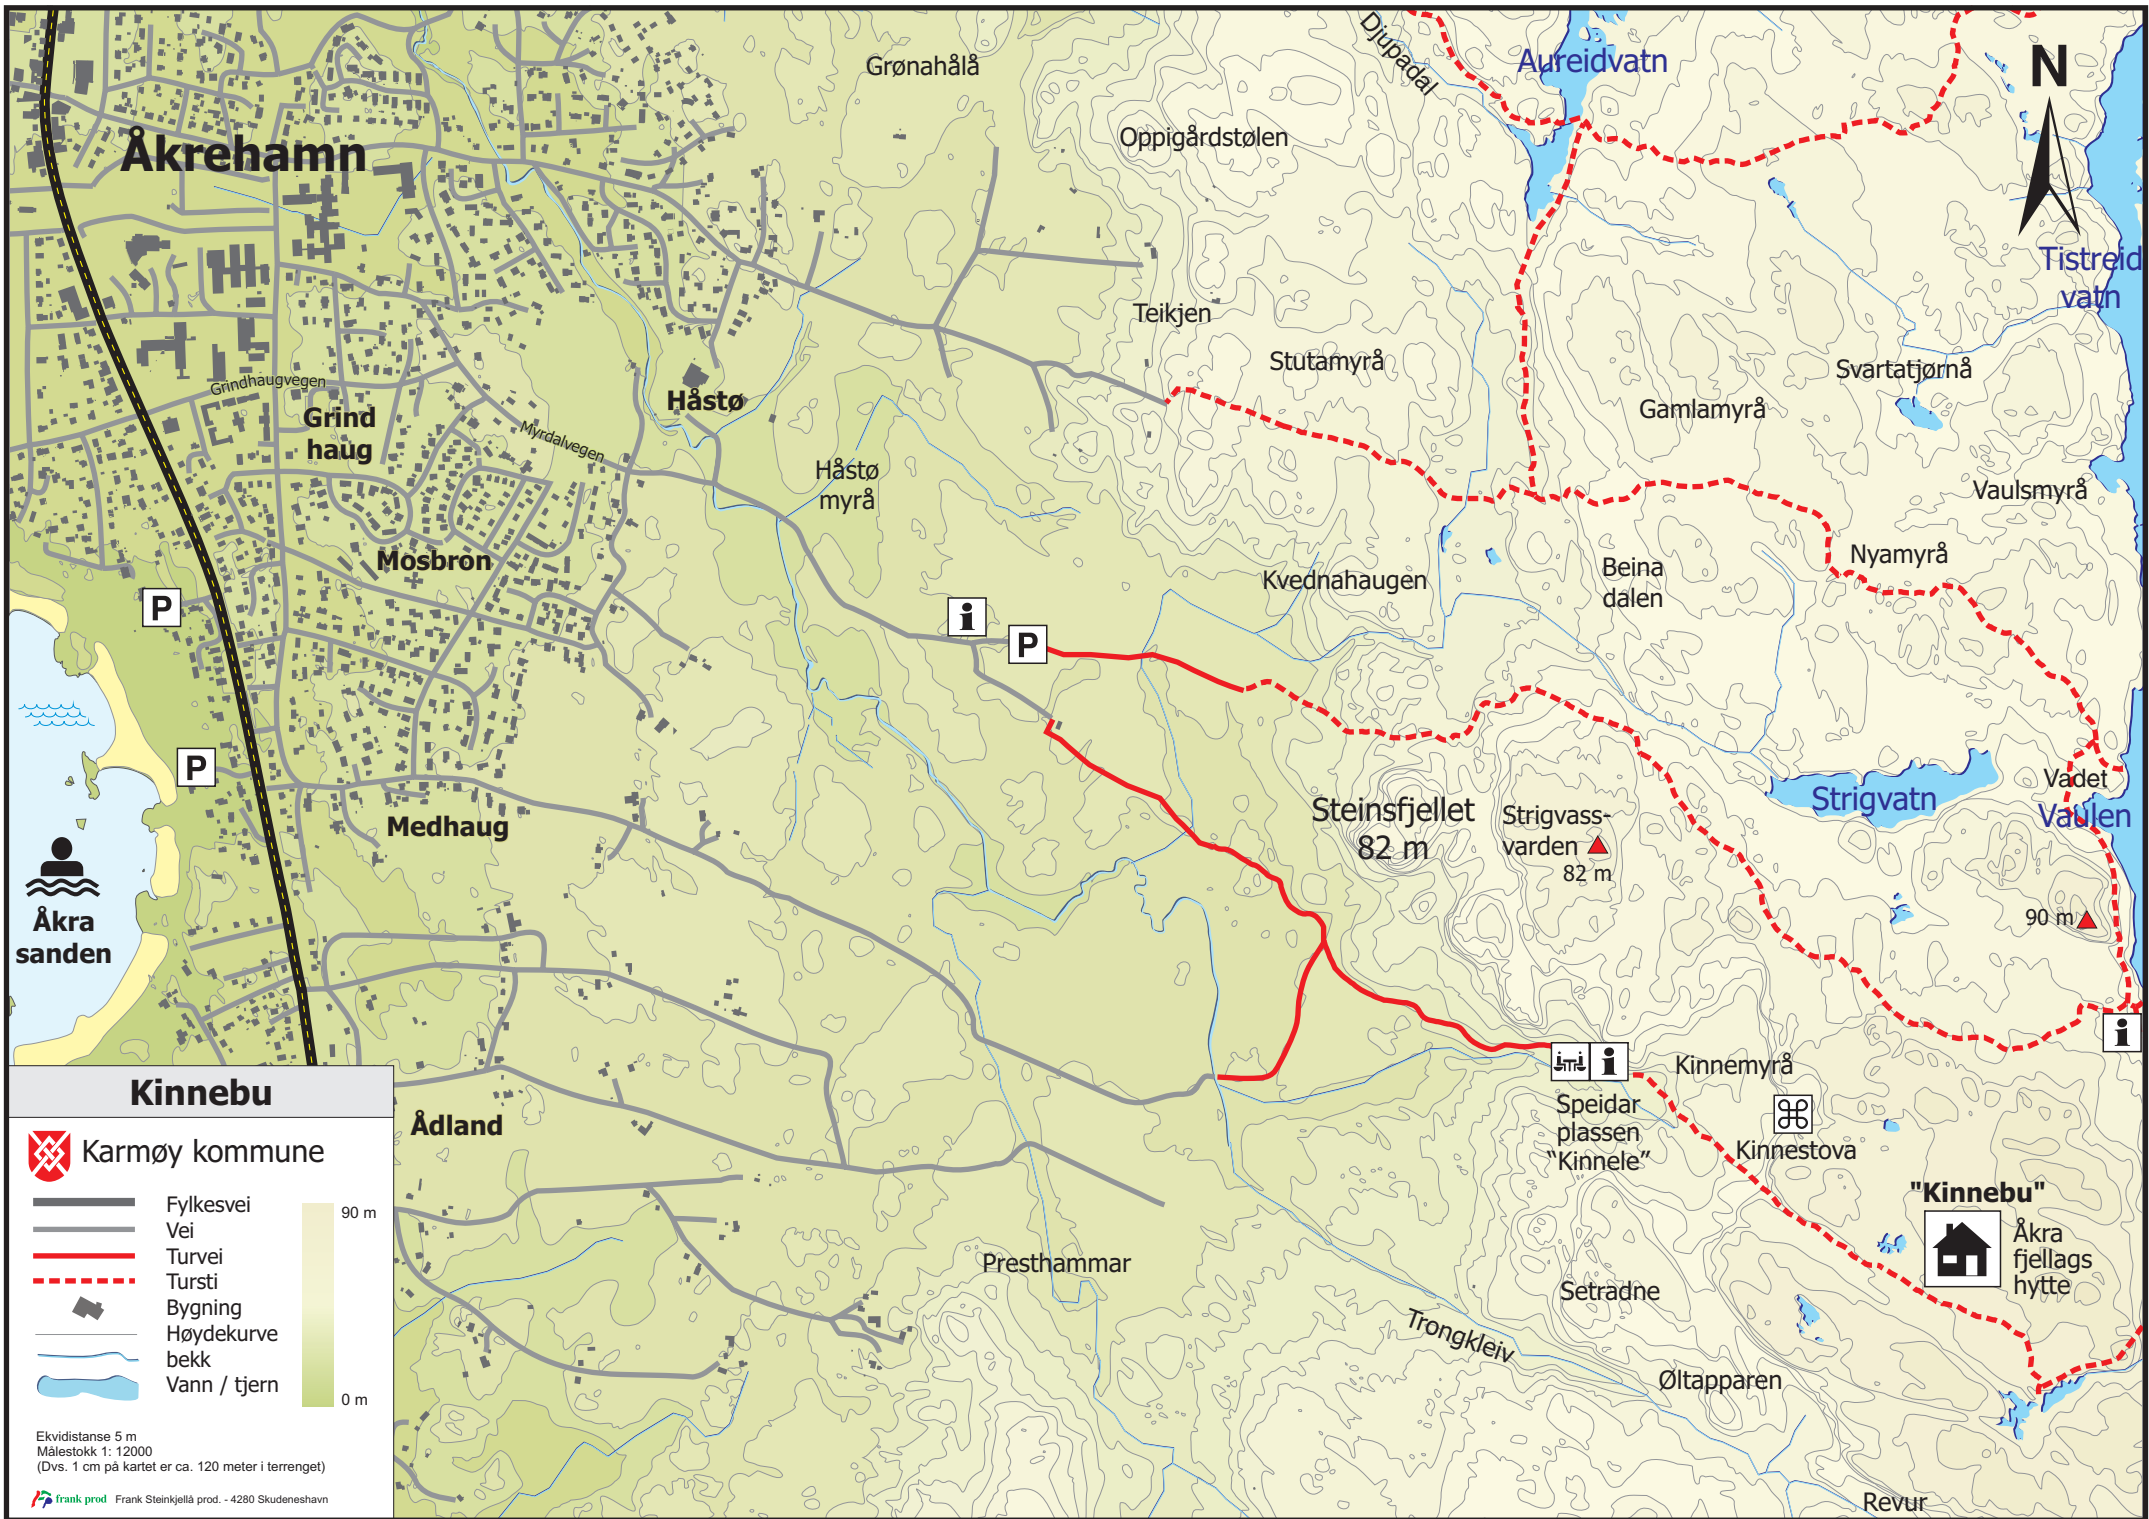 Grønahålå
Djupadal
Aureidvatn
N
Oppigårdstølen
Åkrehamn
Tistreid
vatn
Teikjen
Stutamyrå
Svartatjørnå
Grindhaugvegen
Håstø
Gamlamyrå
Grind
haug
Myrdalvegen
Håstø
myrå
Vaulsmyrå
Mosbron
Kvednahaugen
Beina
dalen
Nyamyrå
P
i
P
P
Medhaug
Steinsfjellet
82 m
Strigvass-
varden
82 m
Strigvatn
Vadet
Vaulen
Åkra
sanden
90 m
i
i
Kinnemyrå
Speidar
plassen
"Kinnele"
Kinnestova
Ådland
"Kinnebu"
Åkra
fjellags
hytte
Presthammar
Setradne
Trongkleiv
Øltapparen
Revur
Kinnebu
Karmøy kommune
Fylkesvei
Vei
Turvei
Tursti
Bygning
Høydekurve
bekk
Vann / tjern
90 m
0 m
Ekvidistanse 5 m
Målestokk 1: 12000
(Dvs. 1 cm på kartet er ca. 120 meter i terrenget)
frank prod Frank Steinkjellå prod. - 4280 Skudeneshavn